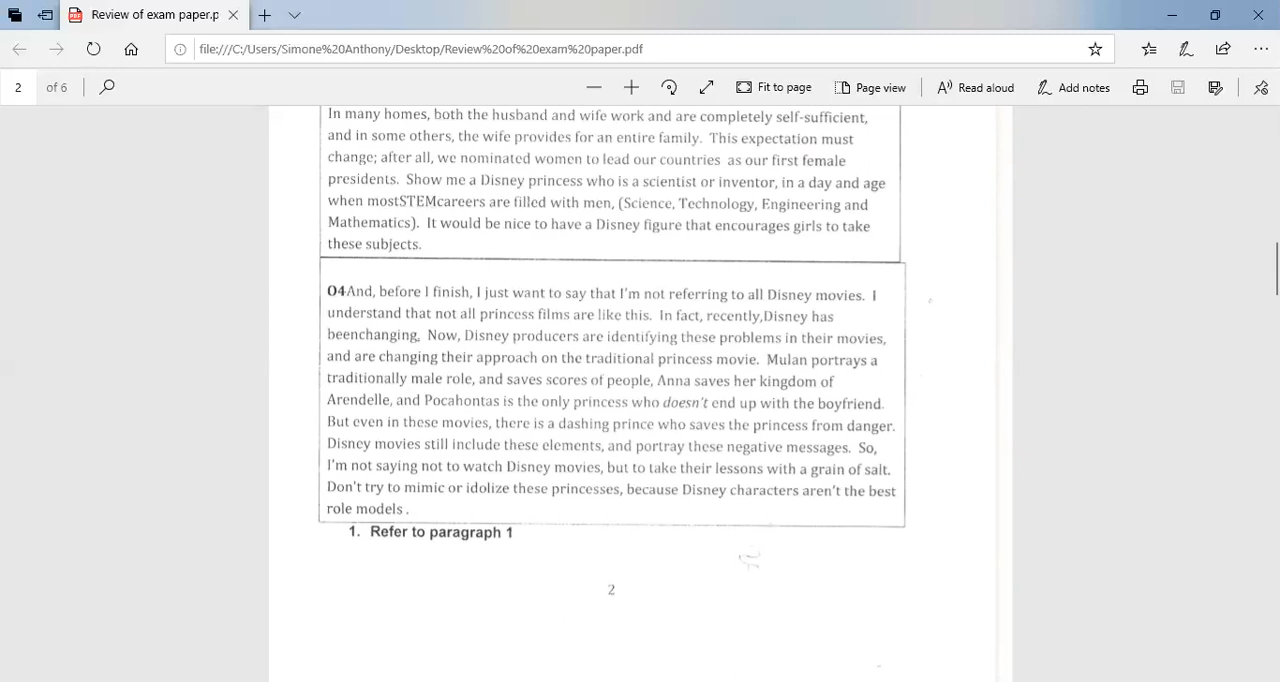 Review of exam paper.p
file:///C:/Users/Simone%20Anthony/Desktop/Review%20of%20exam%20paper.pdf
2 of 6 Fit to page Page view Read aloud Add notes
In many homes, both the husband and wife work and are completely self-sufficient,
and in some others, the wife provides for an entire family. This expectation must
change; after all, we nominated women to lead our countries as our first female
presidents. Show me a Disney princess who is a scientist or inventor, in a day and age
when mostSTEMcareers are filled with men, (Science, Technology, Engineering and
Mathematics). It would be nice to have a Disney figure that encourages girls to take
these subjects.
04And, before I finish, I just want to say that I'm not referring to all Disney movies. I
understand that not all princess films are like this. In fact, recently,Disney has
beenchanging. Now, Disney producers are identifying these problems in their movies,
and are changing their approach on the traditional princess movie. Mulan portrays a
traditionally male role, and saves scores of people, Anna saves her kingdom of
Arendelle, and Pocahontas is the only princess who doesn't end up with the boyfriend.
But even in these movies, there is a dashing prince who saves the princess from danger.
Disney movies still include these elements, and portray these negative messages. So,
I'm not saying not to watch Disney movies, but to take their lessons with a grain of salt.
Don't try to mimic or idolize these princesses, because Disney characters aren't the best
role models.
1. Refer to paragraph 1
2